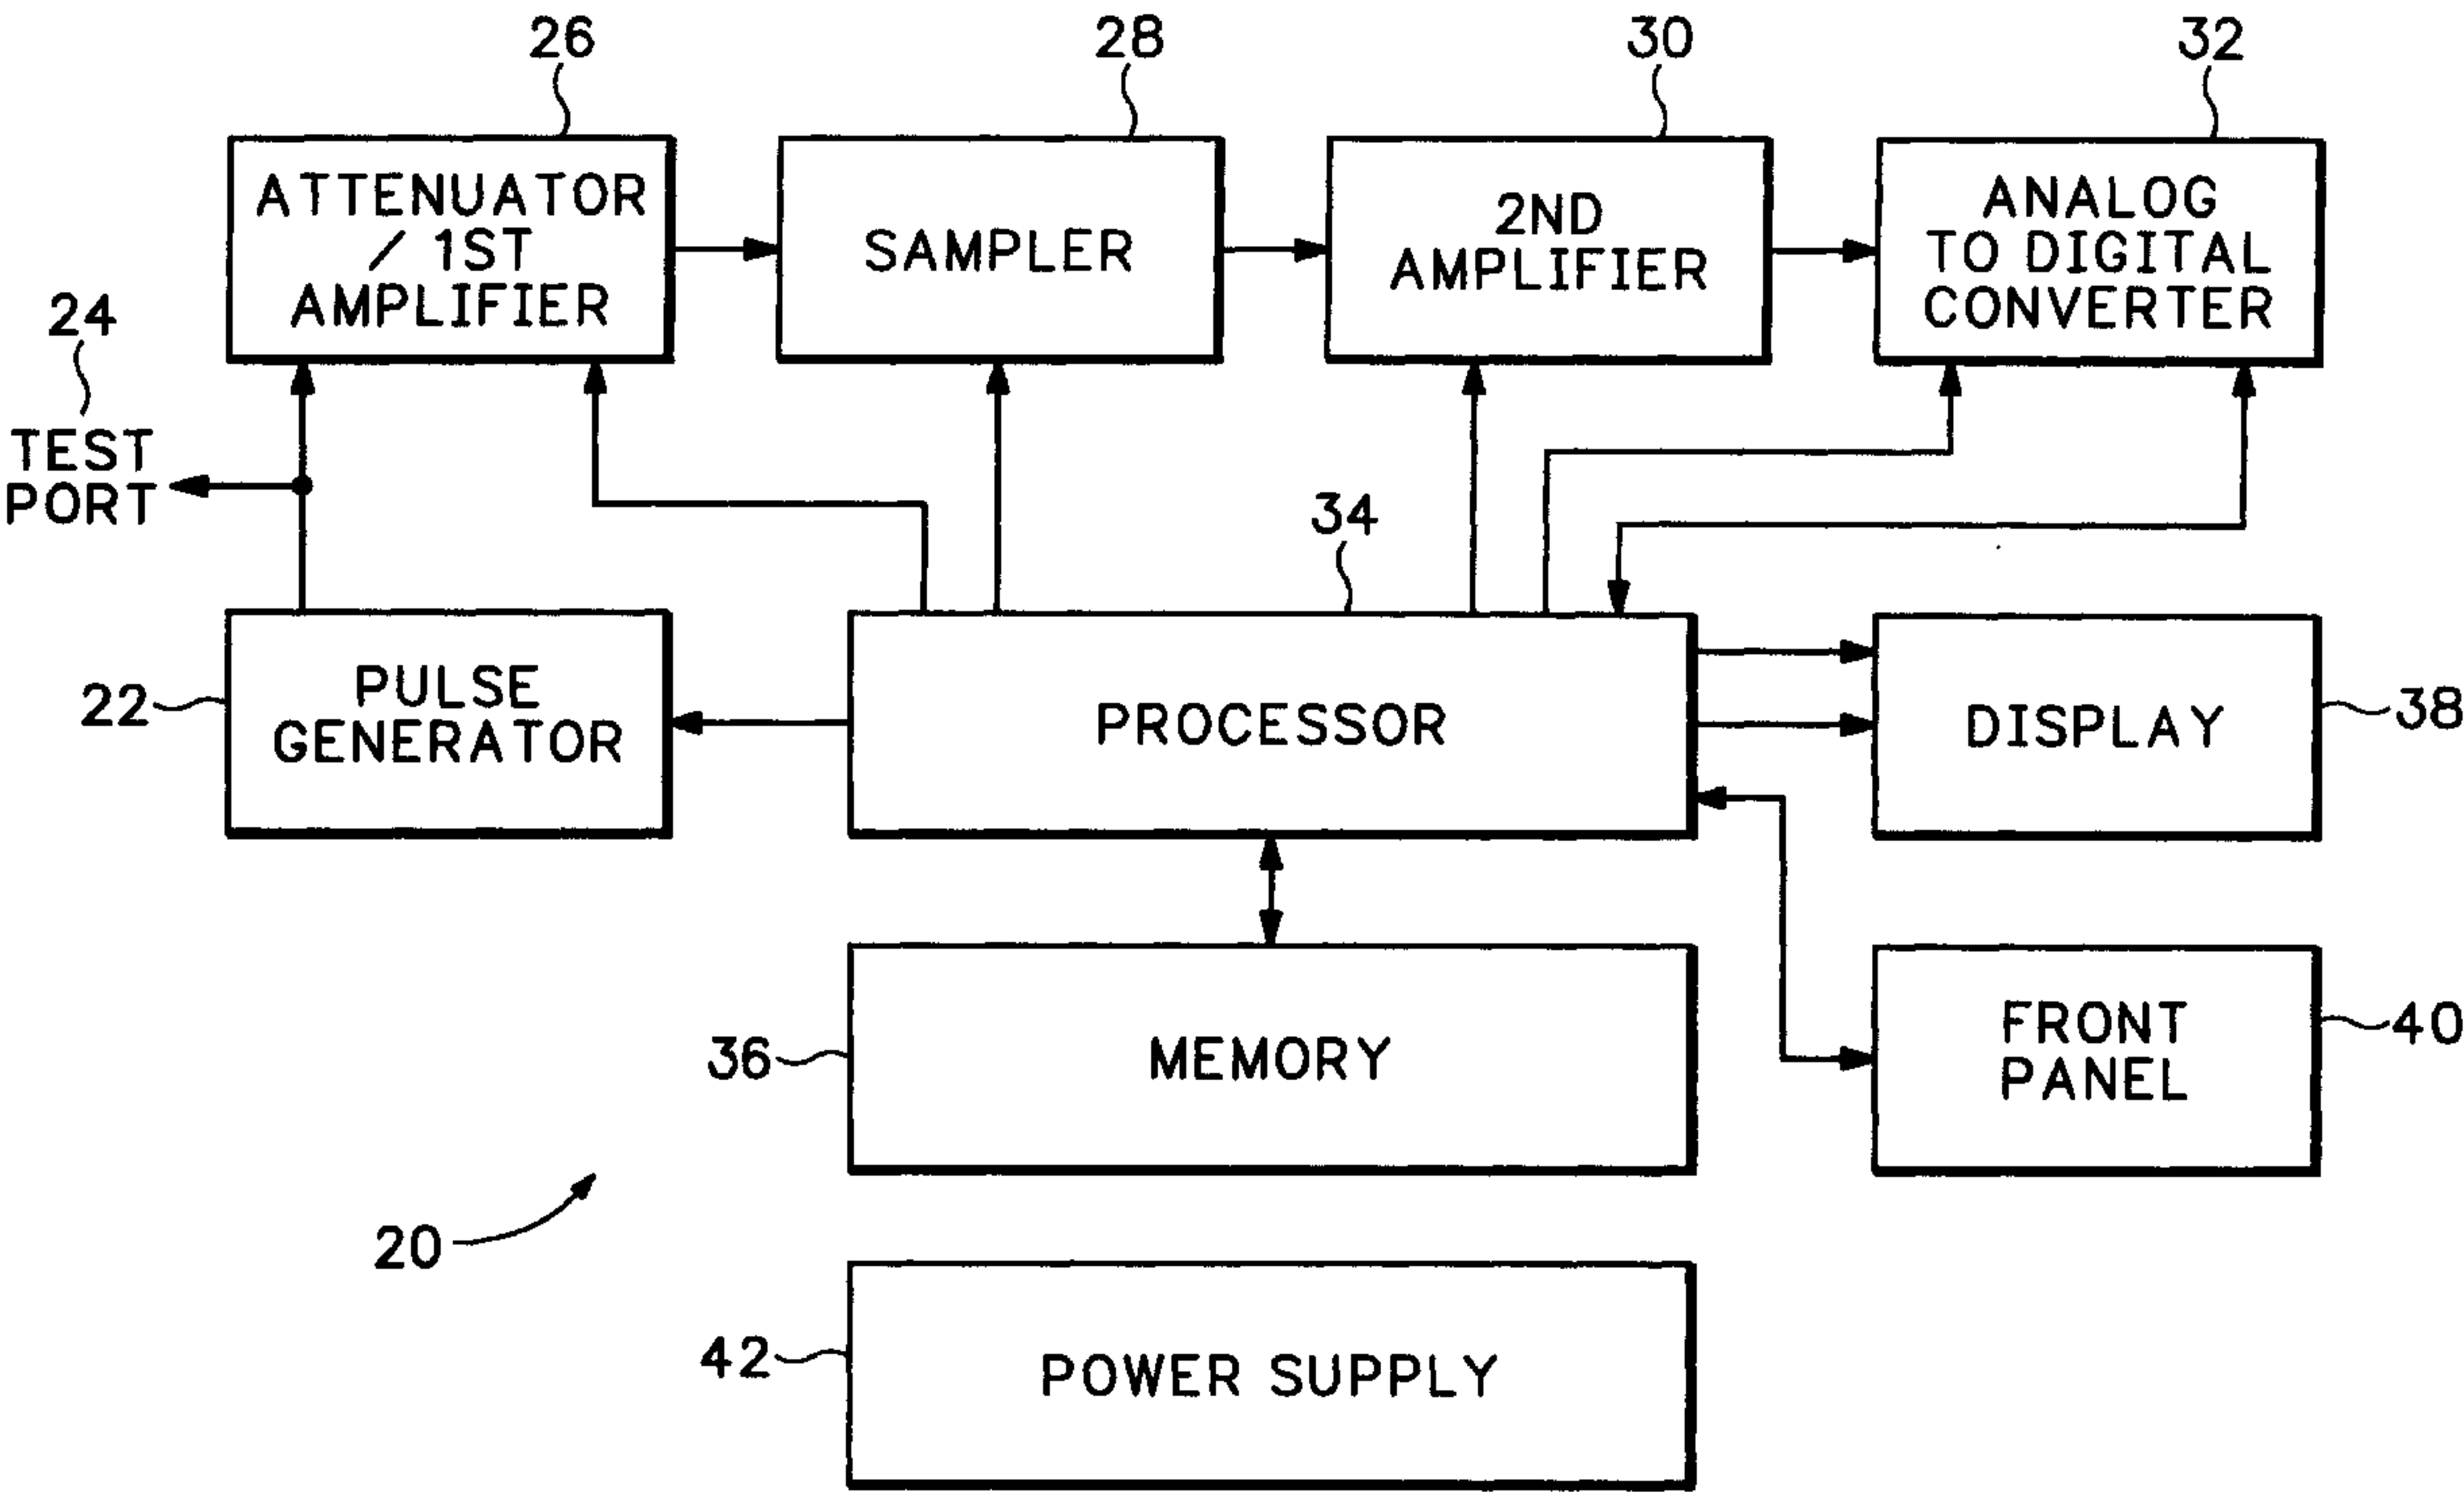 26
28
30
32
ATTENUATOR
/ 1ST
AMPLIFIER
SAMPLER
2ND
AMPLIFIER
ANALOG
TO DIGITAL
CONVERTER
24
TEST
PORT
34
22
PULSE
GENERATOR
PROCESSOR
DISPLAY
38
36
MEMORY
FRONT
PANEL
40
20
42
POWER SUPPLY